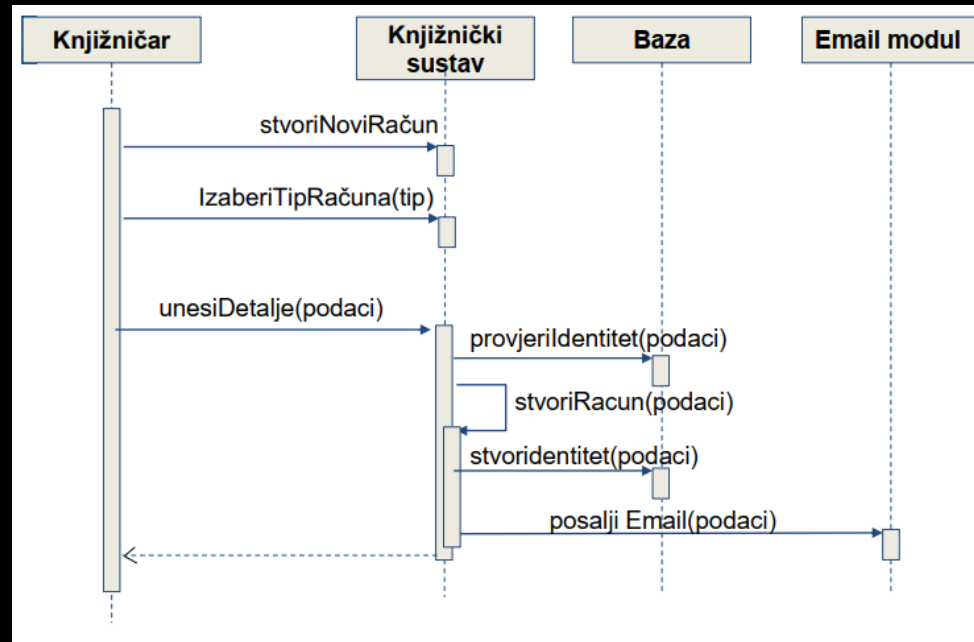 Knjižničar
Knjižnički
sustav
Baza
Email modul
stvoriNoviRačun
IzaberiTipRačuna(tip)
unesiDetalje(podaci)
provjeriIdentitet(podaci)
stvoriRacun(podaci)
stvoridentitet(podaci)
posalji Email(podaci)